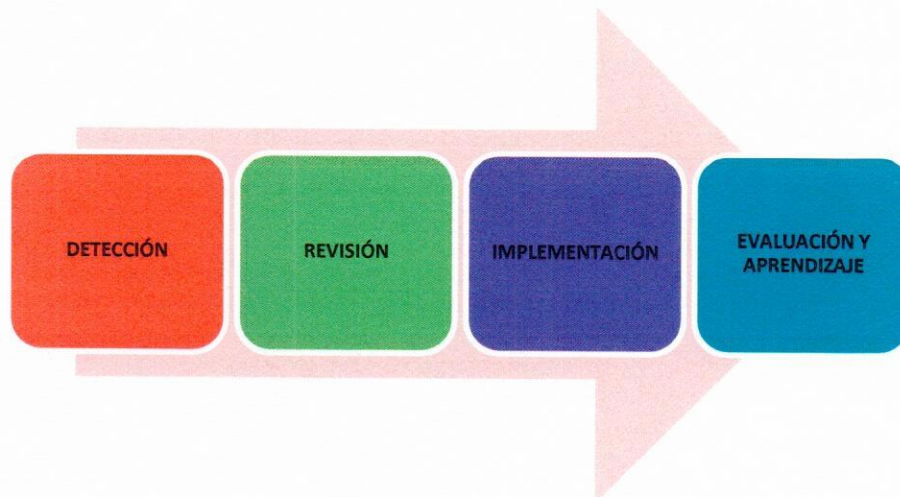 DETECCIÓN
REVISIÓN
IMPLEMENTACIÓN
EVALUACIÓN Y
APRENDIZAJE